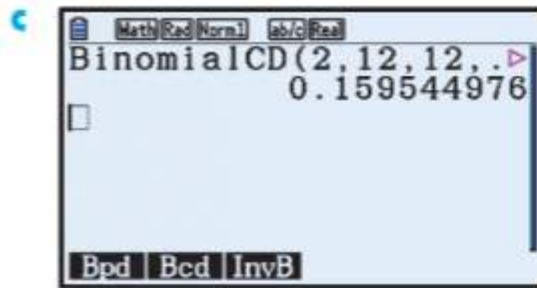 c
Math Rad Norm1 ab/c Real
BinomialCD(2,12,12,.
0.159544976
Bpd Bcd InvB